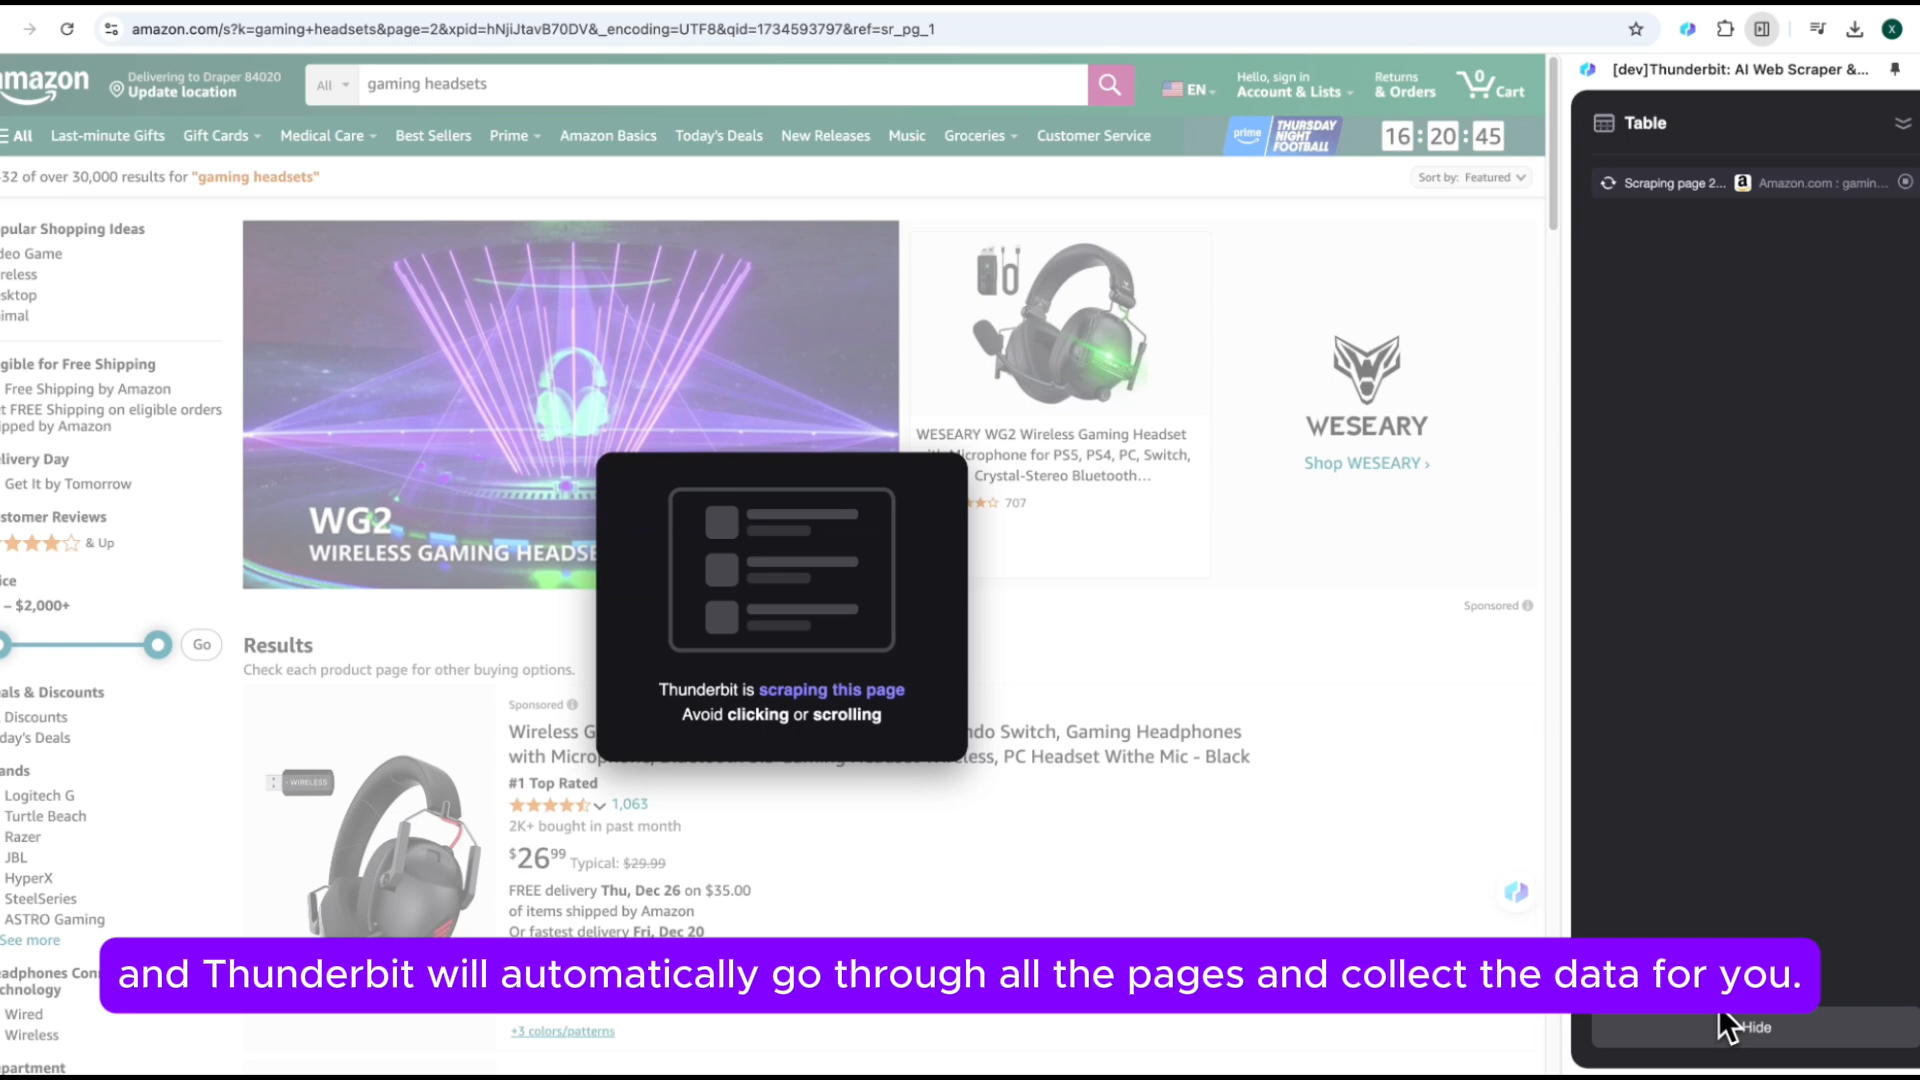 amazon.com/s?k=gaming+headsets&page=2&xpid=hNjiJtavB70DV&_encoding=UTF8&qid=1734593797&ref=sr_pg_1
X
mazon
Delivering to Draper 84020
Update location
All
gaming headsets
EN
Hello, sign in
Account & Lists
Returns
& Orders
0
Cart
All
Last-minute Gifts
Gift Cards
Medical Care
Best Sellers
Prime
Amazon Basics
Today's Deals
New Releases
Music
Groceries
Customer Service
prime
THURSDAY
NIGHT
FOOTBALL
16:20:45
-32 of over 30,000 results for "gaming headsets"
Sort by: Featured
pular Shopping Ideas
deo Game
reless
sktop
imal
gible for Free Shipping
Free Shipping by Amazon
t FREE Shipping on eligible orders
pped by Amazon
livery Day
Get It by Tomorrow
stomer Reviews
& Up
ice
– $2,000+
Go
als & Discounts
Discounts
day's Deals
ands
Logitech G
Turtle Beach
Razer
JBL
HyperX
SteelSeries
ASTRO Gaming
See more
eadphones Con
chnology
Wired
Wireless
partment
WG2
WIRELESS GAMING HEADSE
WESEARY WG2 Wireless Gaming Headset
with Microphone for PS5, PS4, PC, Switch,
Crystal-Stereo Bluetooth...
707
WESEARY
Shop WESEARY ›
Sponsored
Results
Check each product page for other buying options.
WIRELESS
Sponsored
Wireless G
ndo Switch, Gaming Headphones
with Micro
less, PC Headset Withe Mic - Black
#1 Top Rated
1,063
2K+ bought in past month
$26 99 Typical: $29.99
FREE delivery Thu, Dec 26 on $35.00
of items shipped by Amazon
Or fastest delivery Fri, Dec 20
+3 colors/patterns
Thunderbit is scraping this page
Avoid clicking or scrolling
[dev]Thunderbit: AI Web Scraper &...
Table
Scraping page 2...
a
Amazon.com : gamin...
Hide
and Thunderbit will automatically go through all the pages and collect the data for you.